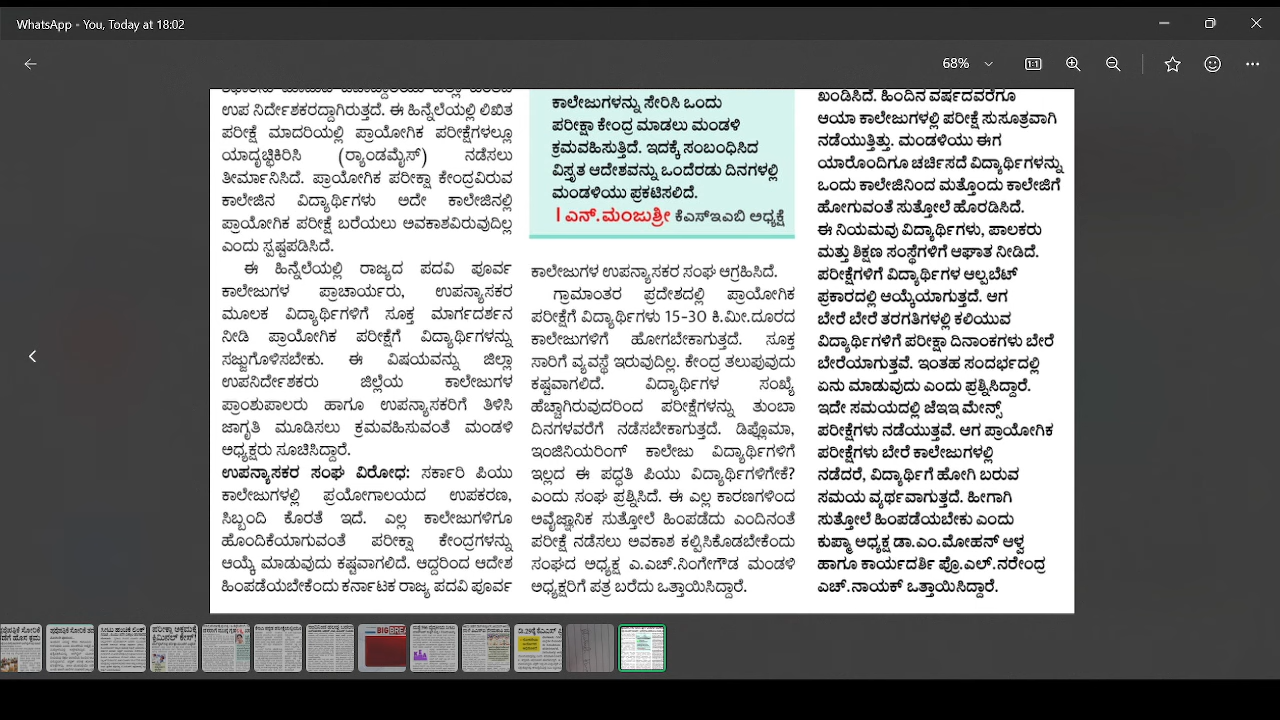 WhatsApp - You, Today at 18:02
68%
ಉಪ ನಿರ್ದೇಶಕರದ್ದಾಗಿರುತ್ತದೆ. ಈ ಹಿನ್ನೆಲೆಯಲ್ಲಿ ಲಿಖಿತ
ಪರೀಕ್ಷೆ ಮಾದರಿಯಲ್ಲಿ ಪ್ರಾಯೋಗಿಕ ಪರೀಕ್ಷೆಗಳಲ್ಲೂ
ಯಾದೃಚ್ಛಿಕಿರಿಸಿ (ರ‍್ಯಾಂಡಮೈಸ್) ನಡೆಸಲು
ತೀರ್ಮಾನಿಸಿದೆ. ಪ್ರಾಯೋಗಿಕ ಪರೀಕ್ಷಾ ಕೇಂದ್ರವಿರುವ
ಕಾಲೇಜಿನ ವಿದ್ಯಾರ್ಥಿಗಳು ಅದೇ ಕಾಲೇಜಿನಲ್ಲಿ
ಪ್ರಾಯೋಗಿಕ ಪರೀಕ್ಷೆ ಬರೆಯಲು ಅವಕಾಶವಿರುವುದಿಲ್ಲ
ಎಂದು ಸ್ಪಷ್ಟಪಡಿಸಿದೆ.
ಈ ಹಿನ್ನೆಲೆಯಲ್ಲಿ ರಾಜ್ಯದ ಪದವಿ ಪೂರ್ವ
ಕಾಲೇಜುಗಳ ಪ್ರಾಚಾರ್ಯರು, ಉಪನ್ಯಾಸಕರ
ಮೂಲಕ ವಿದ್ಯಾರ್ಥಿಗಳಿಗೆ ಸೂಕ್ತ ಮಾರ್ಗದರ್ಶನ
ನೀಡಿ ಪ್ರಾಯೋಗಿಕ ಪರೀಕ್ಷೆಗೆ ವಿದ್ಯಾರ್ಥಿಗಳನ್ನು
ಸಜ್ಜುಗೊಳಿಸಬೇಕು. ಈ ವಿಷಯವನ್ನು ಜಿಲ್ಲಾ
ಉಪನಿರ್ದೇಶಕರು ಜಿಲ್ಲೆಯ ಕಾಲೇಜುಗಳ
ಪ್ರಾಂಶುಪಾಲರು ಹಾಗೂ ಉಪನ್ಯಾಸಕರಿಗೆ ತಿಳಿಸಿ
ಜಾಗೃತಿ ಮೂಡಿಸಲು ಕ್ರಮವಹಿಸುವಂತೆ ಮಂಡಳಿ
ಅಧ್ಯಕ್ಷರು ಸೂಚಿಸಿದ್ದಾರೆ.
ಉಪನ್ಯಾಸಕರ ಸಂಘ ವಿರೋಧ: ಸರ್ಕಾರಿ ಪಿಯು
ಕಾಲೇಜುಗಳಲ್ಲಿ ಪ್ರಯೋಗಾಲಯದ ಉಪಕರಣ,
ಸಿಬ್ಬಂದಿ ಕೊರತೆ ಇದೆ. ಎಲ್ಲ ಕಾಲೇಜುಗಳಿಗೂ
ಹೊಂದಿಕೆಯಾಗುವಂತೆ ಪರೀಕ್ಷಾ ಕೇಂದ್ರಗಳನ್ನು
ಆಯ್ಕೆ ಮಾಡುವುದು ಕಷ್ಟವಾಗಲಿದೆ. ಆದ್ದರಿಂದ ಆದೇಶ
ಹಿಂಪಡೆಯಬೇಕೆಂದು ಕರ್ನಾಟಕ ರಾಜ್ಯ ಪದವಿ ಪೂರ್ವ
ಕಾಲೇಜುಗಳನ್ನು ಸೇರಿಸಿ ಒಂದು
ಪರೀಕ್ಷಾ ಕೇಂದ್ರ ಮಾಡಲು ಮಂಡಳಿ
ಕ್ರಮವಹಿಸುತ್ತಿದೆ. ಇದಕ್ಕೆ ಸಂಬಂಧಿಸಿದ
ವಿಸ್ತೃತ ಆದೇಶವನ್ನು ಒಂದೆರಡು ದಿನಗಳಲ್ಲಿ
ಮಂಡಳಿಯು ಪ್ರಕಟಿಸಲಿದೆ.
| ಎನ್.ಮಂಜುಶ್ರೀ ಕೆಎಸ್‌ಇಎಬಿ ಅಧ್ಯಕ್ಷೆ
ಕಾಲೇಜುಗಳ ಉಪನ್ಯಾಸಕರ ಸಂಘ ಆಗ್ರಹಿಸಿದೆ.
ಗ್ರಾಮಾಂತರ ಪ್ರದೇಶದಲ್ಲಿ ಪ್ರಾಯೋಗಿಕ
ಪರೀಕ್ಷೆಗೆ ವಿದ್ಯಾರ್ಥಿಗಳು 15-30 ಕಿ.ಮೀ.ದೂರದ
ಕಾಲೇಜುಗಳಿಗೆ ಹೋಗಬೇಕಾಗುತ್ತದೆ. ಸೂಕ್ತ
ಸಾರಿಗೆ ವ್ಯವಸ್ಥೆ ಇರುವುದಿಲ್ಲ. ಕೇಂದ್ರ ತಲುಪುವುದು
ಕಷ್ಟವಾಗಲಿದೆ. ವಿದ್ಯಾರ್ಥಿಗಳ ಸಂಖ್ಯೆ
ಹೆಚ್ಚಾಗಿರುವುದರಿಂದ ಪರೀಕ್ಷೆಗಳನ್ನು ತುಂಬಾ
ದಿನಗಳವರೆಗೆ ನಡೆಸಬೇಕಾಗುತ್ತದೆ. ಡಿಪ್ಲೊಮಾ,
ಇಂಜಿನಿಯರಿಂಗ್ ಕಾಲೇಜು ವಿದ್ಯಾರ್ಥಿಗಳಿಗೆ
ಇಲ್ಲದ ಈ ಪದ್ಧತಿ ಪಿಯು ವಿದ್ಯಾರ್ಥಿಗಳಿಗೇಕೆ?
ಎಂದು ಸಂಘ ಪ್ರಶ್ನಿಸಿದೆ. ಈ ಎಲ್ಲ ಕಾರಣಗಳಿಂದ
ಅವೈಜ್ಞಾನಿಕ ಸುತ್ತೋಲೆ ಹಿಂಪಡೆದು ಎಂದಿನಂತೆ
ಪರೀಕ್ಷೆ ನಡೆಸಲು ಅವಕಾಶ ಕಲ್ಪಿಸಿಕೊಡಬೇಕೆಂದು
ಸಂಘದ ಅಧ್ಯಕ್ಷ ಎ.ಎಚ್.ನಿಂಗೇಗೌಡ ಮಂಡಳಿ
ಅಧ್ಯಕ್ಷರಿಗೆ ಪತ್ರ ಬರೆದು ಒತ್ತಾಯಿಸಿದ್ದಾರೆ.
ಖಂಡಿಸಿದೆ. ಹಿಂದಿನ ವರ್ಷದವರೆಗೂ
ಆಯಾ ಕಾಲೇಜುಗಳಲ್ಲಿ ಪರೀಕ್ಷೆ ಸುಸೂತ್ರವಾಗಿ
ನಡೆಯುತ್ತಿತ್ತು. ಮಂಡಳಿಯು ಈಗ
ಯಾರೊಂದಿಗೂ ಚರ್ಚಿಸದೆ ವಿದ್ಯಾರ್ಥಿಗಳನ್ನು
ಒಂದು ಕಾಲೇಜಿನಿಂದ ಮತ್ತೊಂದು ಕಾಲೇಜಿಗೆ
ಹೋಗುವಂತೆ ಸುತ್ತೋಲೆ ಹೊರಡಿಸಿದೆ.
ಈ ನಿಯಮವು ವಿದ್ಯಾರ್ಥಿಗಳು, ಪಾಲಕರು
ಮತ್ತು ಶಿಕ್ಷಣ ಸಂಸ್ಥೆಗಳಿಗೆ ಆಘಾತ ನೀಡಿದೆ.
ಪರೀಕ್ಷೆಗಳಿಗೆ ವಿದ್ಯಾರ್ಥಿಗಳ ಆಲ್ಫಬೆಟ್
ಪ್ರಕಾರದಲ್ಲಿ ಆಯ್ಕೆಯಾಗುತ್ತದೆ. ಆಗ
ಬೇರೆ ಬೇರೆ ತರಗತಿಗಳಲ್ಲಿ ಕಲಿಯುವ
ವಿದ್ಯಾರ್ಥಿಗಳಿಗೆ ಪರೀಕ್ಷಾ ದಿನಾಂಕಗಳು ಬೇರೆ
ಬೇರೆಯಾಗುತ್ತವೆ. ಇಂತಹ ಸಂದರ್ಭದಲ್ಲಿ
ಏನು ಮಾಡುವುದು ಎಂದು ಪ್ರಶ್ನಿಸಿದ್ದಾರೆ.
ಇದೇ ಸಮಯದಲ್ಲಿ ಜೆಇಇ ಮೇನ್ಸ್
ಪರೀಕ್ಷೆಗಳು ನಡೆಯುತ್ತವೆ. ಆಗ ಪ್ರಾಯೋಗಿಕ
ಪರೀಕ್ಷೆಗಳು ಬೇರೆ ಕಾಲೇಜುಗಳಲ್ಲಿ
ನಡೆದರೆ, ವಿದ್ಯಾರ್ಥಿಗೆ ಹೋಗಿ ಬರುವ
ಸಮಯ ವ್ಯರ್ಥವಾಗುತ್ತದೆ. ಹೀಗಾಗಿ
ಸುತ್ತೋಲೆ ಹಿಂಪಡೆಯಬೇಕು ಎಂದು
ಕುಪ್ಮಾ ಅಧ್ಯಕ್ಷ ಡಾ.ಎಂ.ಮೋಹನ್ ಆಳ್ವ
ಹಾಗೂ ಕಾರ್ಯದರ್ಶಿ ಪ್ರೊ.ಎಲ್.ನರೇಂದ್ರ
ಎಚ್.ನಾಯಕ್ ಒತ್ತಾಯಿಸಿದ್ದಾರೆ.